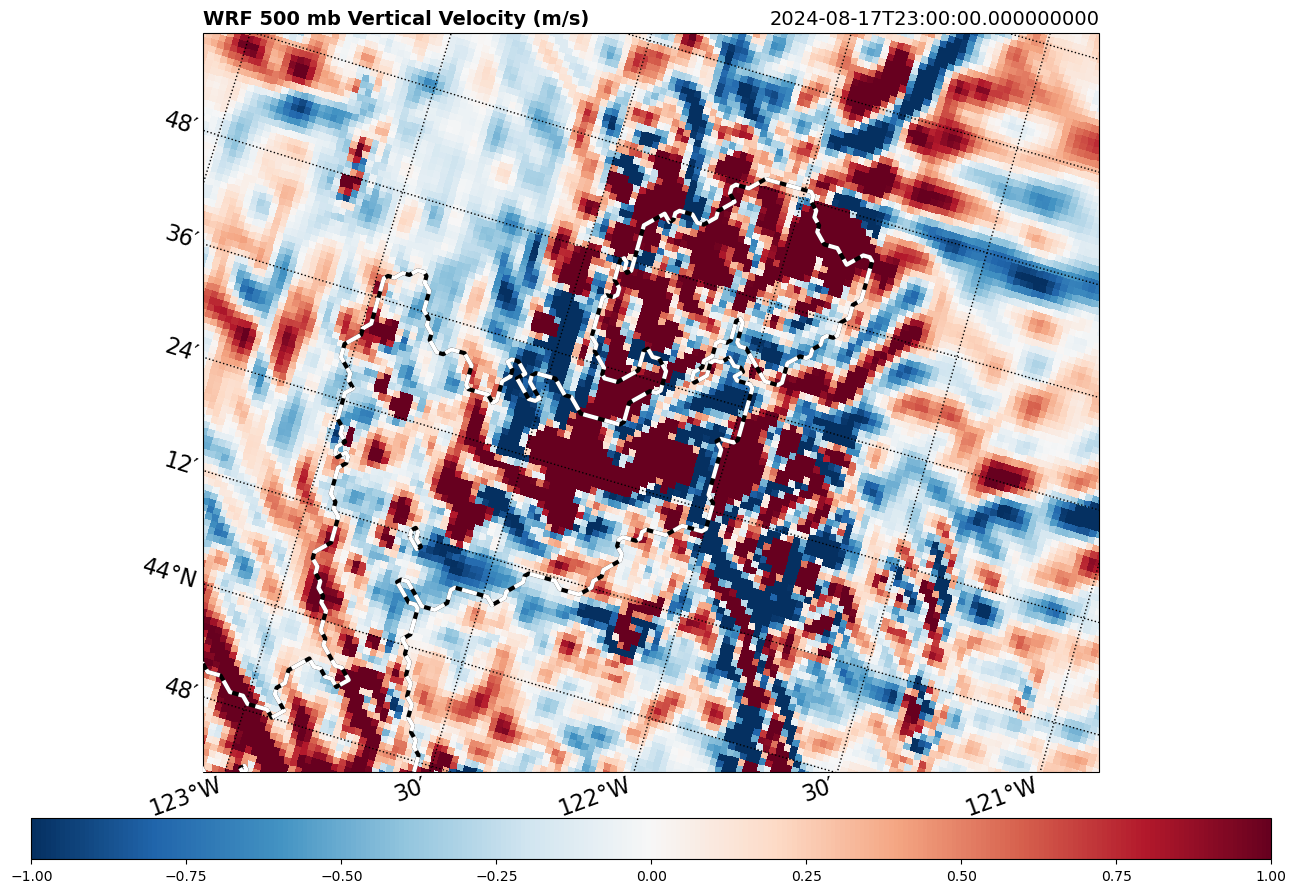 WRF 500 mb Vertical Velocity (m/s) 2024-08-17T23:00:00.000000000
48′
36′
24′
12′
44°N
48′
123°W 30′ 122°W 30′ 121°W
−1.00 −0.75 −0.50 −0.25 0.00 0.25 0.50 0.75 1.00